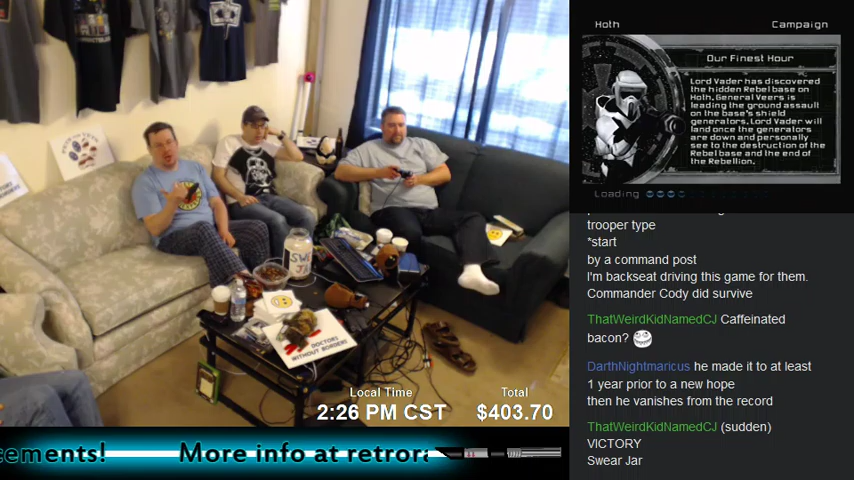 Hoth Campaign
Our Finest Hour
Lord Vader has discovered
the hidden Rebel base on
Hoth. General Veers is
leading the ground assault
on the base's shield
generators. Lord Vader will
land once the generators
are down and personally
see to the destruction of the
Rebel base and the end of
the Rebellion.
Loading
trooper type
*start
by a command post
I'm backseat driving this game for them.
Commander Cody did survive
ThatWeirdKidNamedCJ Caffeinated
bacon?
DarthNightmaricus he made it to at least
1 year prior to a new hope
then he vanishes from the record
ThatWeirdKidNamedCJ (sudden)
VICTORY
Swear Jar
DOCTORS
WITHOUT BORDERS
Local Time Total
2:26 PM CST $403.70
cements! More info at retror